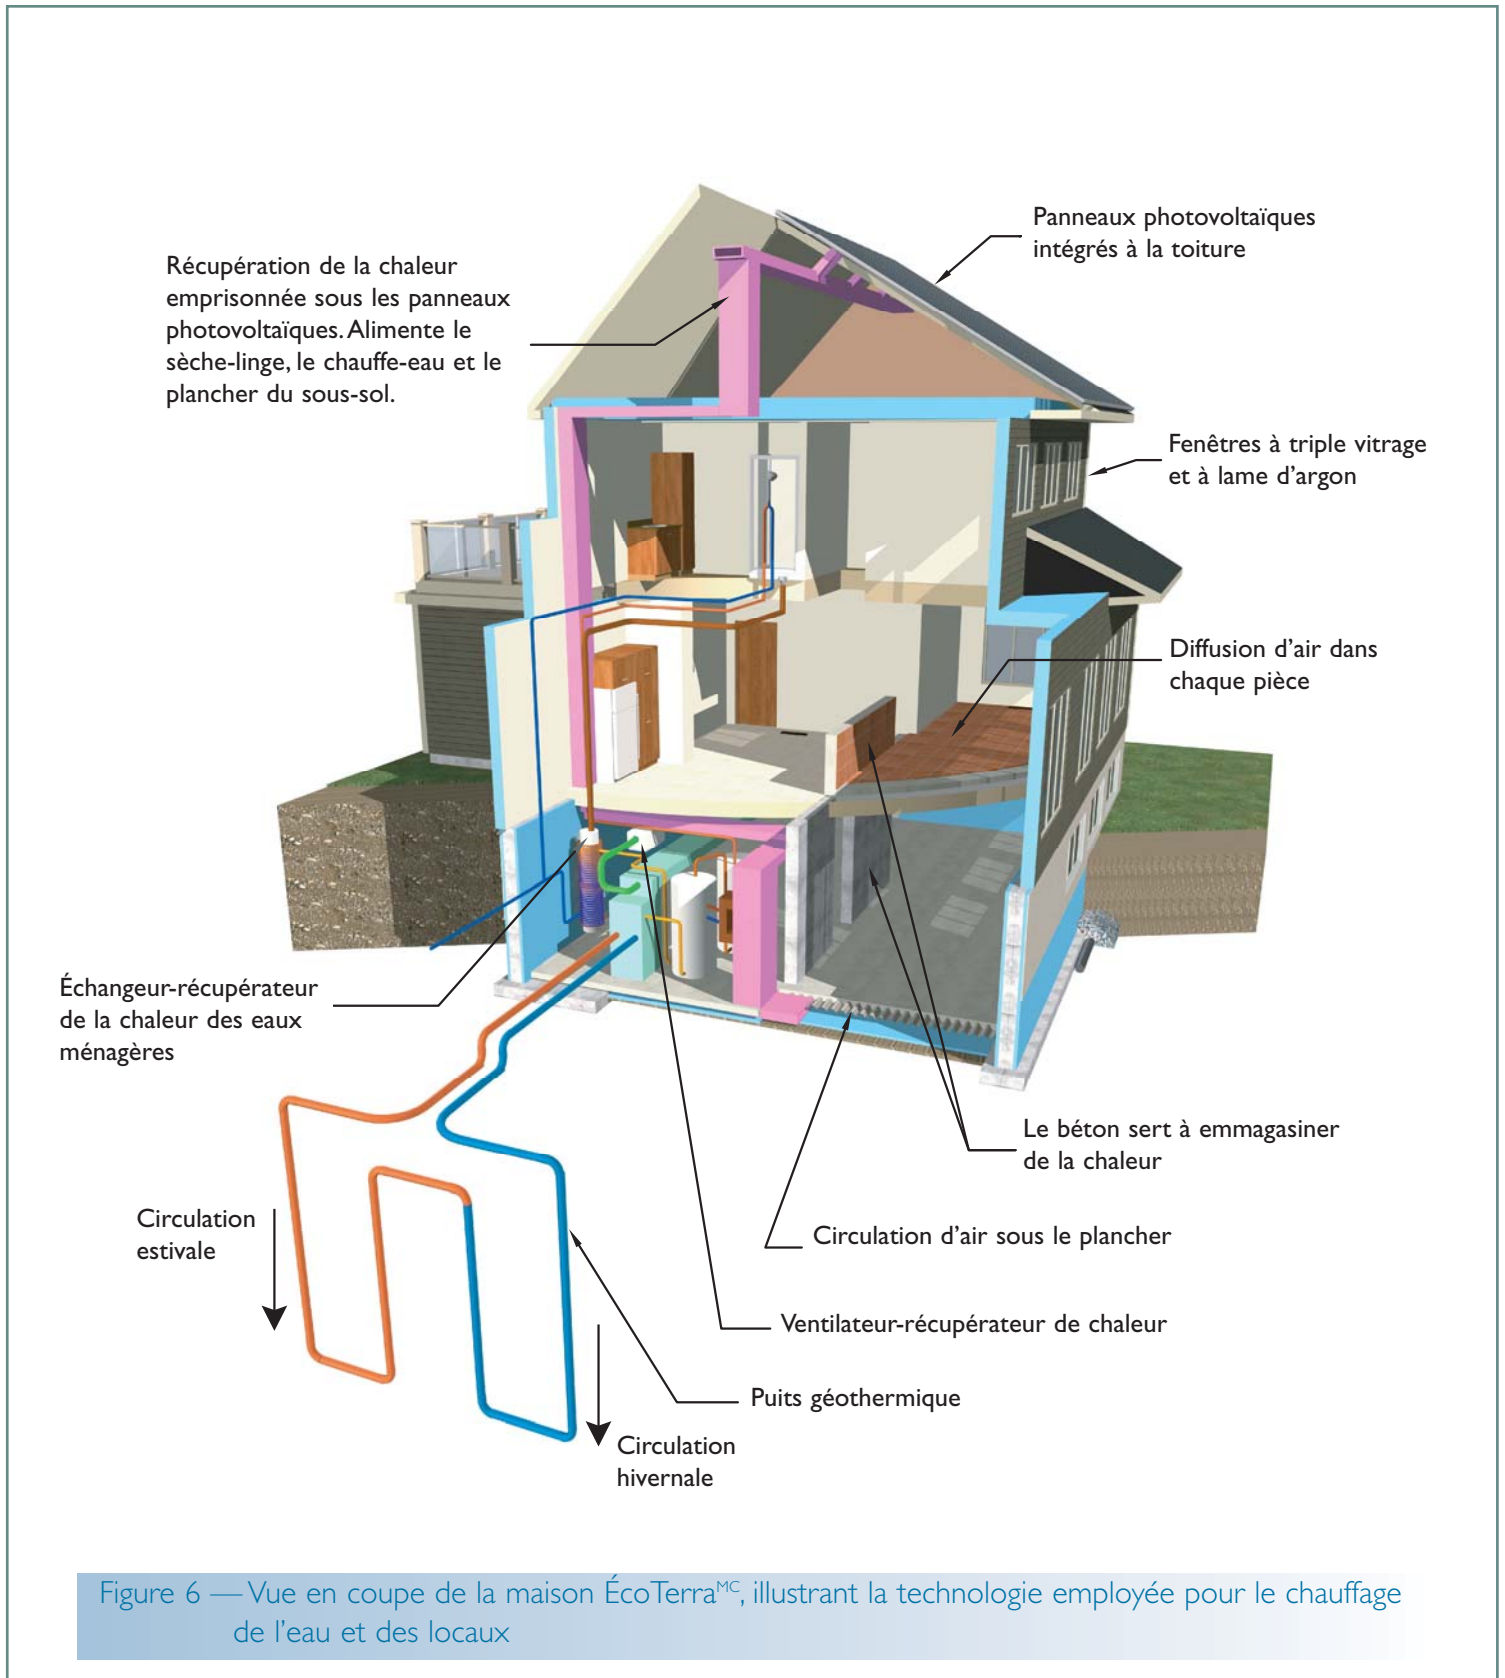 Panneaux photovoltaïques
intégrés à la toiture
Récupération de la chaleur
emprisonnée sous les panneaux
photovoltaïques. Alimente le
sèche-linge, le chauffe-eau et le
plancher du sous-sol.
Fenêtres à triple vitrage
et à lame d’argon
Diffusion d’air dans
chaque pièce
Échangeur-récupérateur
de la chaleur des eaux
ménagères
Le béton sert à emmagasiner
de la chaleur
Circulation
estivale
Circulation d’air sous le plancher
Ventilateur-récupérateur de chaleur
Puits géothermique
Circulation
hivernale
Figure 6 — Vue en coupe de la maison ÉcoTerraMC, illustrant la technologie employée pour le chauffage
de l’eau et des locaux